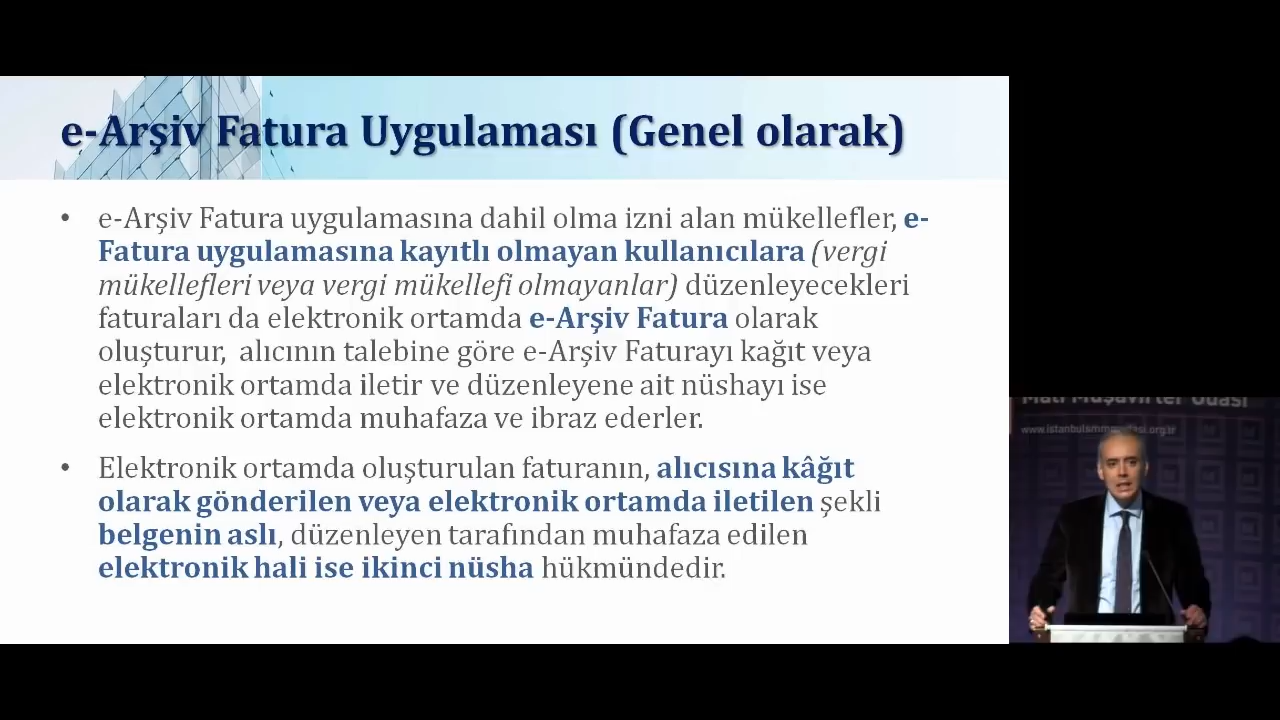 e-Arşiv Fatura Uygulaması (Genel olarak)
• e-Arşiv Fatura uygulamasına dahil olma izni alan mükellefler, e-
Fatura uygulamasına kayıtlı olmayan kullanıcılara (vergi
mükellefleri veya vergi mükellefi olmayanlar) düzenleyecekleri
faturaları da elektronik ortamda e-Arşiv Fatura olarak
oluşturur, alıcının talebine göre e-Arşiv Faturayı kağıt veya
elektronik ortamda iletir ve düzenleyene ait nüshayı ise
elektronik ortamda muhafaza ve ibraz ederler.
• Elektronik ortamda oluşturulan faturanın, alıcısına kâğıt
olarak gönderilen veya elektronik ortamda iletilen şekli
belgenin aslı, düzenleyen tarafından muhafaza edilen
elektronik hali ise ikinci nüsha hükmündedir.
Mali Müşavirler Odası